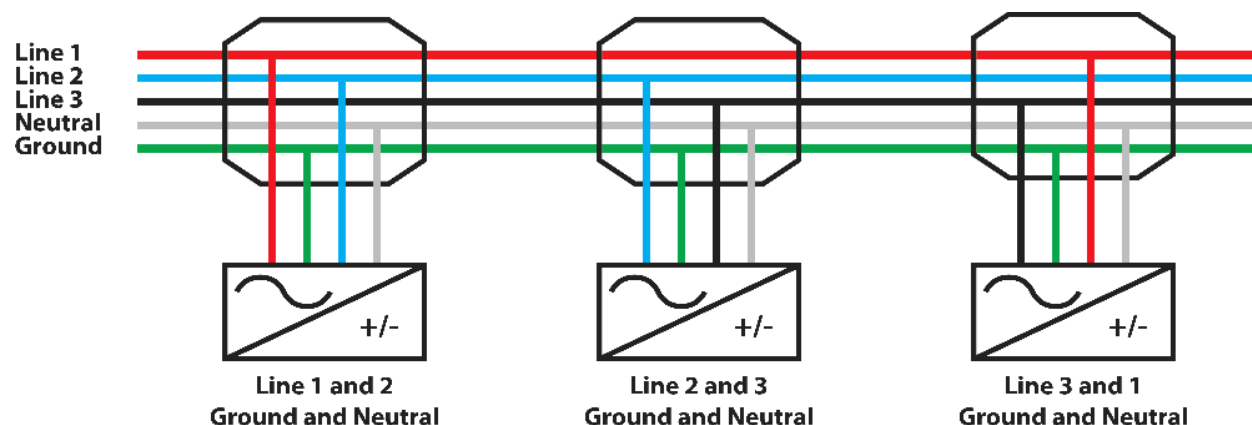 Line 1
Line 2
Line 3
Neutral
Ground
+/-
+/-
+/-
Line 1 and 2
Ground and Neutral
Line 2 and 3
Ground and Neutral
Line 3 and 1
Ground and Neutral